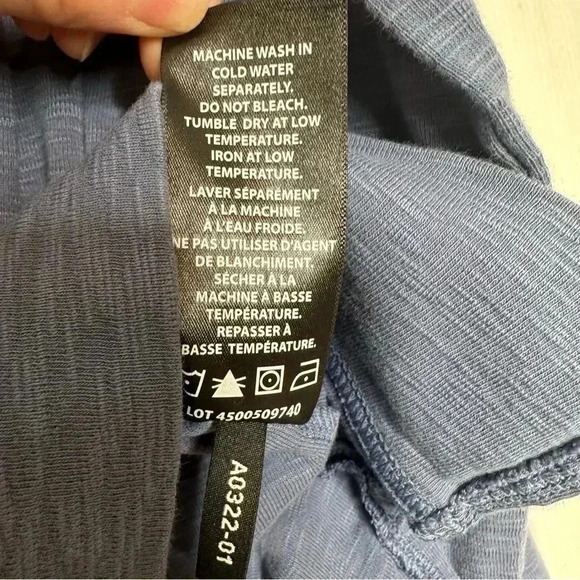 MACHINE WASH IN
COLD WATER
SEPARATELY.
DO NOT BLEACH.
TUMBLE DRY AT LOW
TEMPERATURE.
IRON AT LOW
TEMPERATURE.
LAVER SÉPARÉMENT
À LA MACHINE
À L'EAU FROIDE.
NE PAS UTILISER D'AGENT
DE BLANCHIMENT.
SÉCHER À LA
MACHINE À BASSE
TEMPÉRATURE.
REPASSER À
BASSE TEMPÉRATURE.
LOT 4500509740
A0322-01